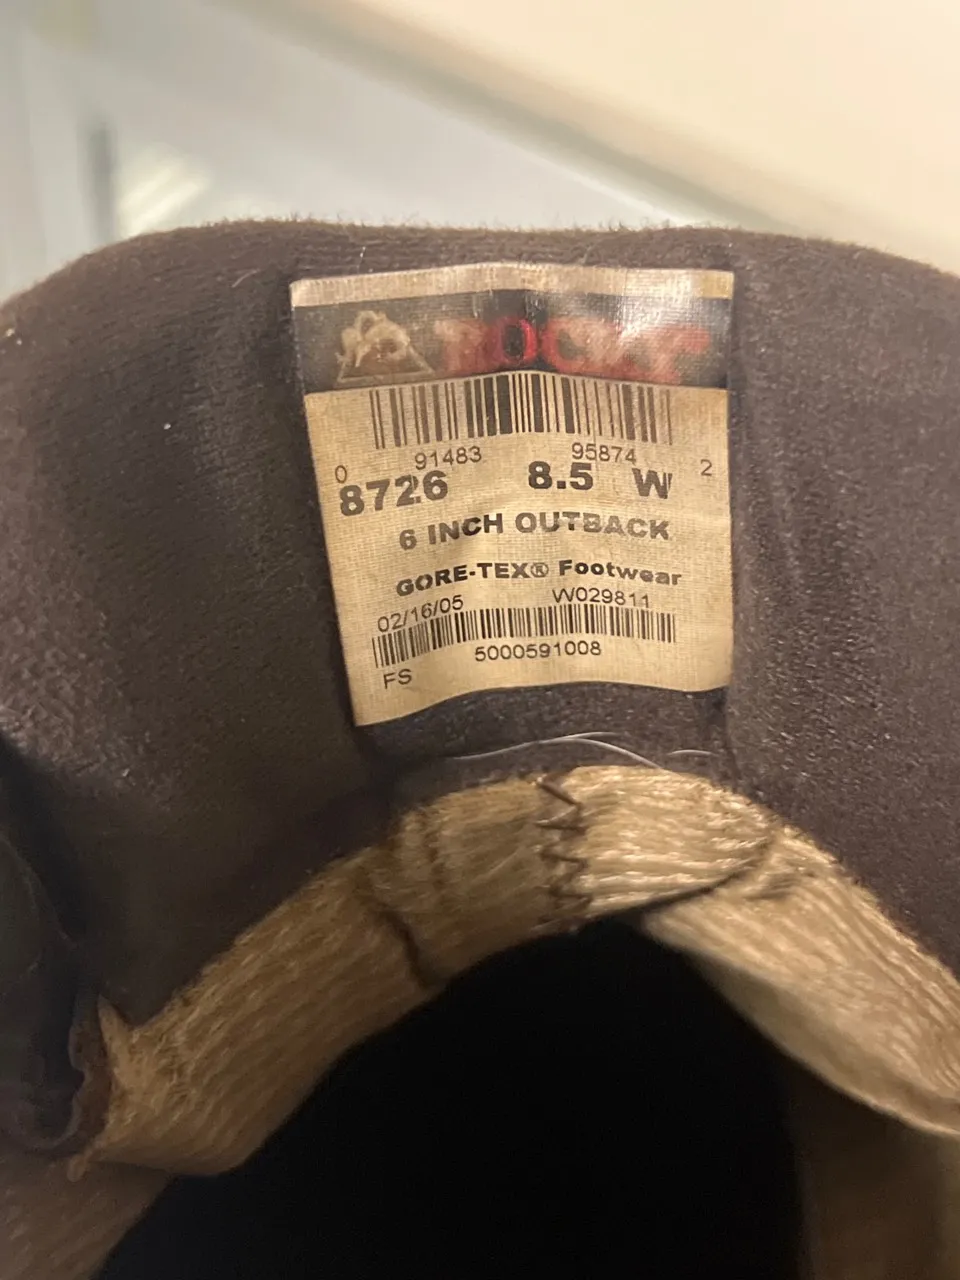 ROCKY
0 91483 95874 2
8726 8.5 W
6 INCH OUTBACK
GORE-TEX® Footwear
02/16/05 W029811
5000591008
FS